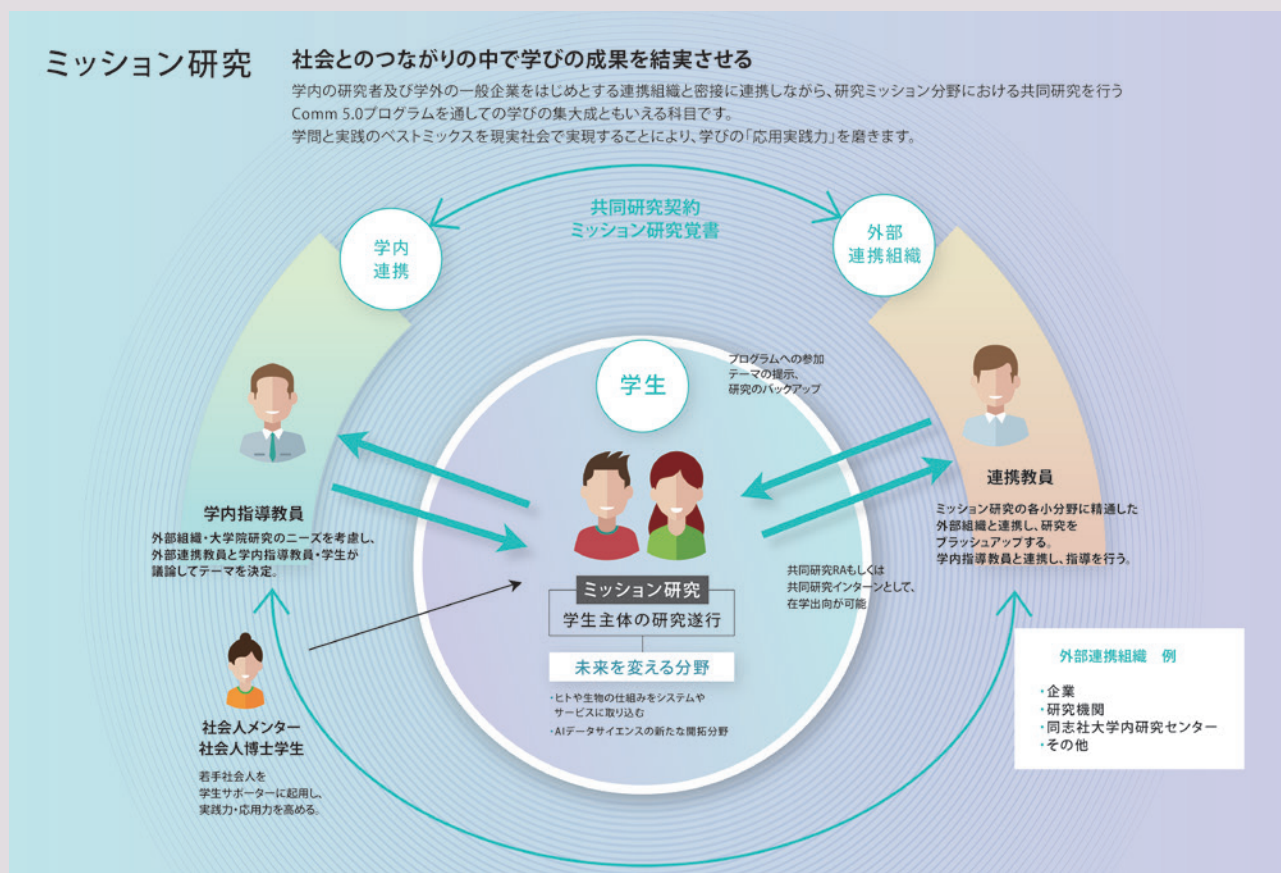 ミッション研究
社会とのつながりの中で学びの成果を結実させる
学内の研究者及び学外の一般企業をはじめとする連携組織と密接に連携しながら、研究ミッション分野における共同研究を行う
Comm 5.0プログラムを通しての学びの集大成ともいえる科目です。
学問と実践のベストミックスを現実社会で実現することにより、学びの「応用実践力」を磨きます。
共同研究契約
ミッション研究覚書
学内
連携
外部
連携組織
学生
プログラムへの参加
テーマの提示、
研究のバックアップ
学内指導教員
外部組織・大学院研究のニーズを考慮し、
外部連携教員と学内指導教員・学生が
議論してテーマを決定。
連携教員
ミッション研究の各小分野に精通した
外部組織と連携し、研究を
ブラッシュアップする。
学内指導教員と連携し、指導を行う。
共同研究RAもしくは
共同研究インターンとして、
在学出向が可能
ミッション研究
学生主体の研究遂行
未来を変える分野
・ヒトや生物の仕組みをシステムや
サービスに取り込む
・AIデータサイエンスの新たな開拓分野
社会人メンター
社会人博士学生
若手社会人を
学生サポーターに起用し、
実践力・応用力を高める。
外部連携組織 例
・企業
・研究機関
・同志社大学内研究センター
・その他